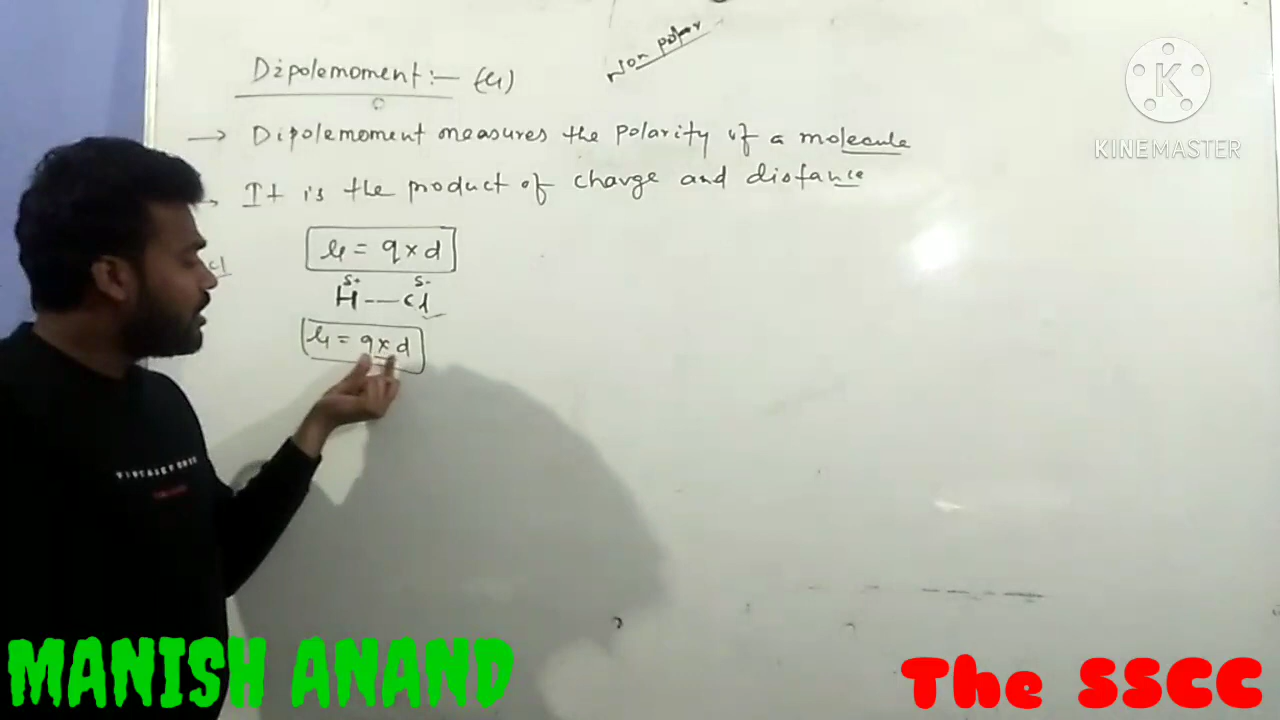 Non polar
Dipolemoment :— (μ)
→ Dipolemoment measures the polarity of a molecule
→ It is the product of charge and distance
μ = q × d
cl
δ+ δ-
H — Cl
μ = q × d
K
KINEMASTER
MANISH ANAND
The SSCC